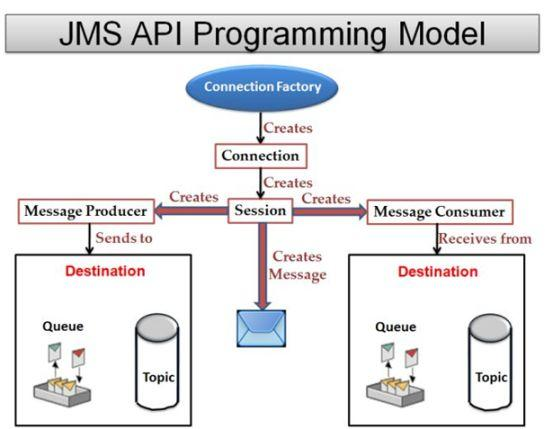 JMS API Programming Model
Connection Factory
Creates
Connection
Creates
Creates
Creates
Message Producer
Session
Message Consumer
Sends to
Creates
Message
Receives from
Destination
Queue
Topic
Destination
Queue
Topic